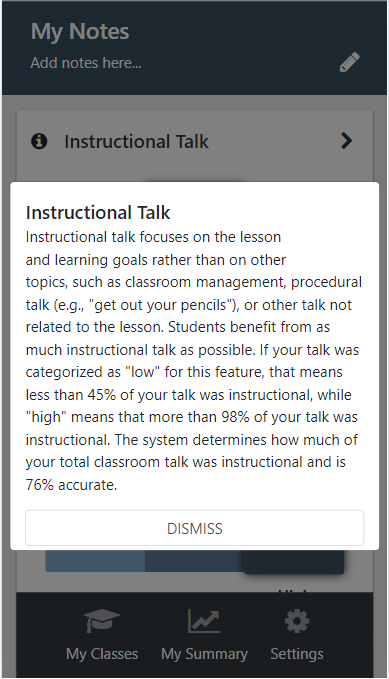 My Notes
Add notes here...
Instructional Talk
Instructional Talk
Instructional talk focuses on the lesson
and learning goals rather than on other
topics, such as classroom management, procedural
talk (e.g., "get out your pencils"), or other talk not
related to the lesson. Students benefit from as
much instructional talk as possible. If your talk was
categorized as "low" for this feature, that means
less than 45% of your talk was instructional, while
"high" means that more than 98% of your talk was
instructional. The system determines how much of
your total classroom talk was instructional and is
76% accurate.
DISMISS
My Classes My Summary Settings